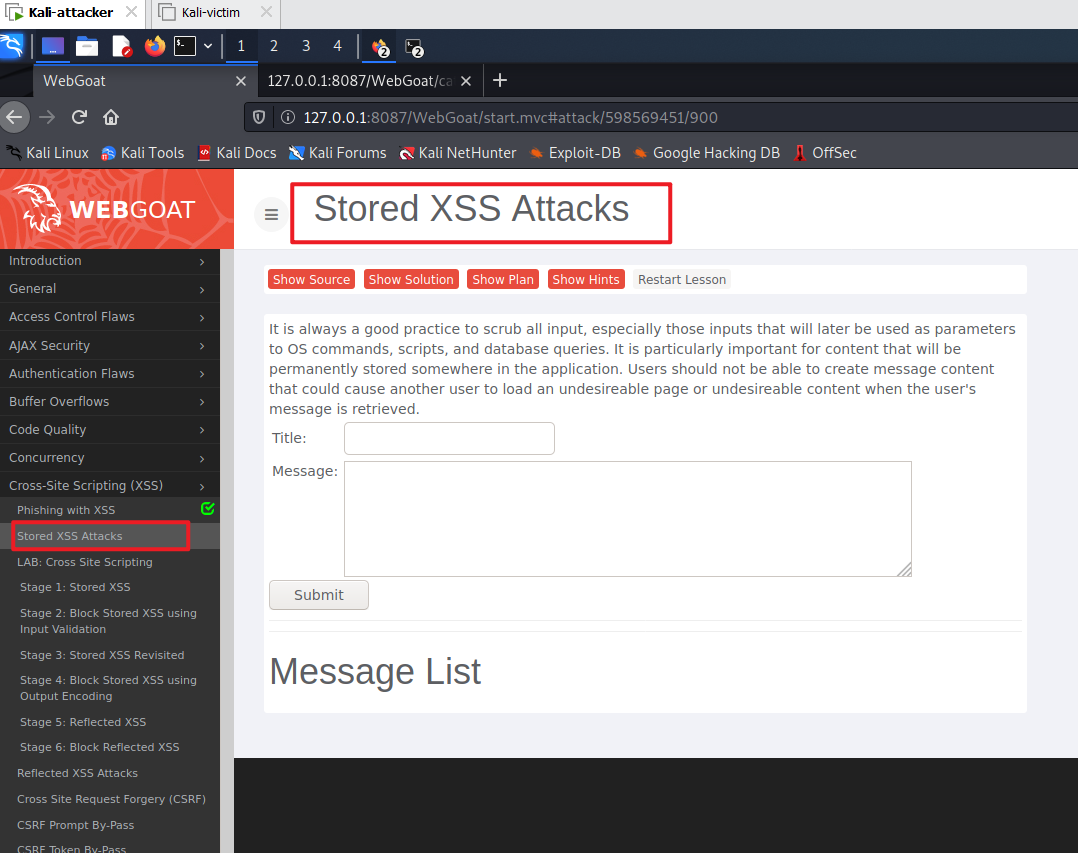 Kali-attacker
Kali-victim
1 2 3 4 2 2
WebGoat
127.0.0.1:8087/WebGoat/ca
127.0.0.1:8087/WebGoat/start.mvc#attack/598569451/900
Kali Linux Kali Tools Kali Docs Kali Forums Kali NetHunter Exploit-DB Google Hacking DB OffSec
WEBGOAT
Introduction
General
Access Control Flaws
AJAX Security
Authentication Flaws
Buffer Overflows
Code Quality
Concurrency
Cross-Site Scripting (XSS)
Phishing with XSS
Stored XSS Attacks
LAB: Cross Site Scripting
Stage 1: Stored XSS
Stage 2: Block Stored XSS using
Input Validation
Stage 3: Stored XSS Revisited
Stage 4: Block Stored XSS using
Output Encoding
Stage 5: Reflected XSS
Stage 6: Block Reflected XSS
Reflected XSS Attacks
Cross Site Request Forgery (CSRF)
CSRF Prompt By-Pass
CSRF Token By-Pass
Stored XSS Attacks
Show Source Show Solution Show Plan Show Hints Restart Lesson
It is always a good practice to scrub all input, especially those inputs that will later be used as parameters
to OS commands, scripts, and database queries. It is particularly important for content that will be
permanently stored somewhere in the application. Users should not be able to create message content
that could cause another user to load an undesireable page or undesireable content when the user's
message is retrieved.
Title:
Message:
Submit
Message List